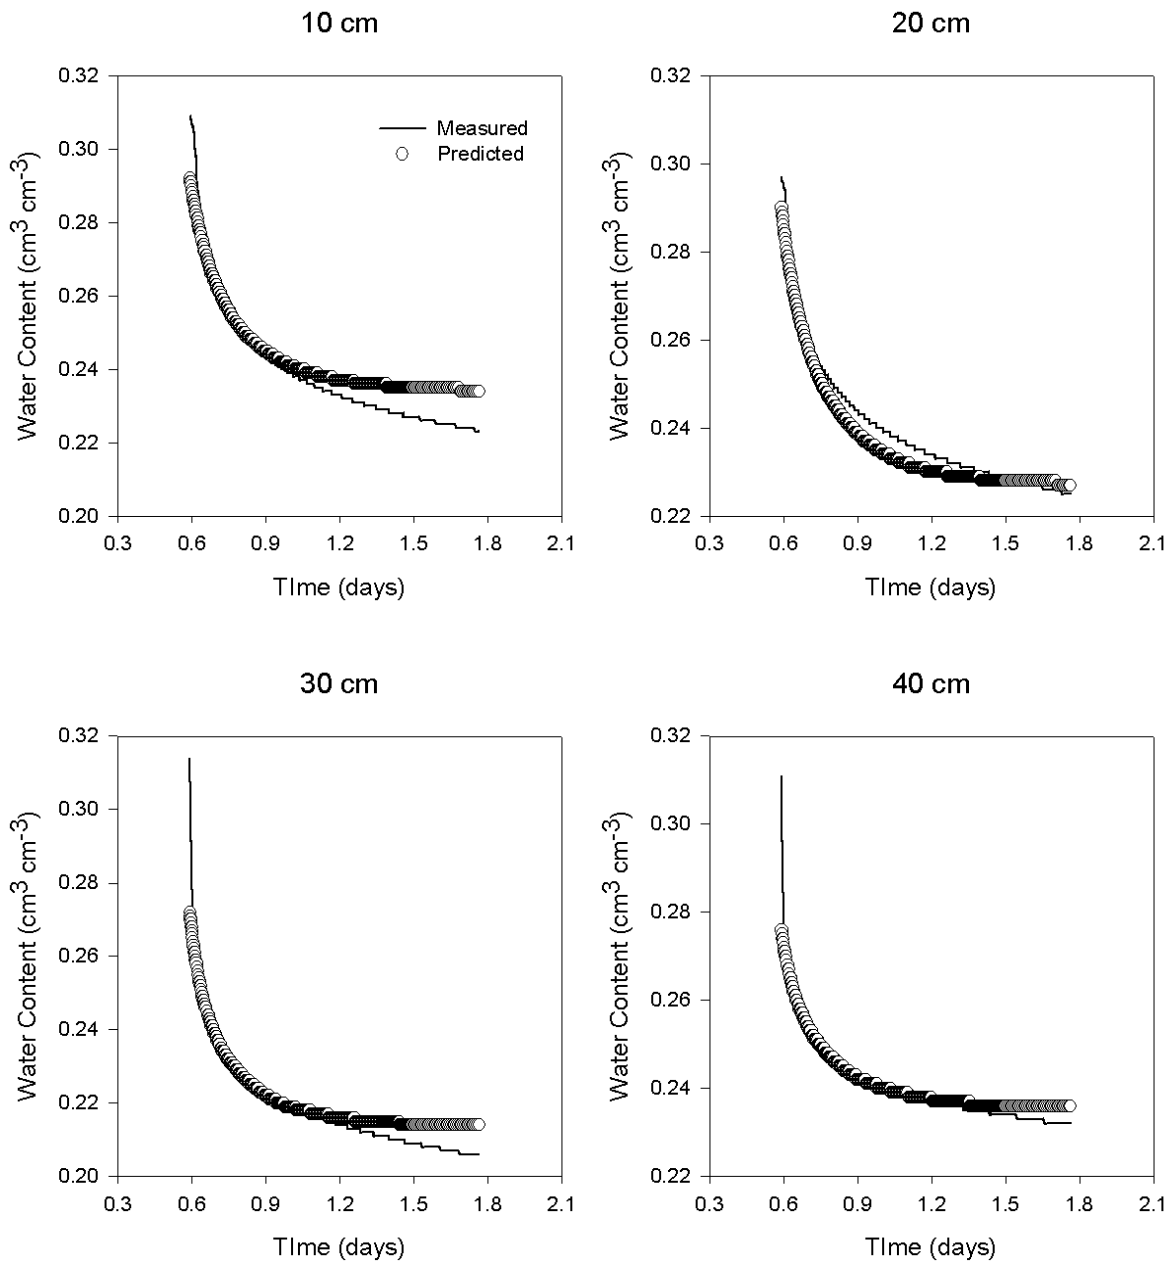 10 cm
0.32
0.30
0.28
0.26
0.24
0.22
0.20
Water Content (cm3 cm-3)
Measured
Predicted
0.3 0.6 0.9 1.2 1.5 1.8 2.1
TIme (days)
20 cm
0.32
0.30
0.28
0.26
0.24
0.22
Water Content (cm3 cm-3)
0.3 0.6 0.9 1.2 1.5 1.8 2.1
TIme (days)
30 cm
0.32
0.30
0.28
0.26
0.24
0.22
0.20
Water Content (cm3 cm-3)
0.3 0.6 0.9 1.2 1.5 1.8 2.1
TIme (days)
40 cm
0.32
0.30
0.28
0.26
0.24
0.22
Water Content (cm3 cm-3)
0.3 0.6 0.9 1.2 1.5 1.8 2.1
TIme (days)